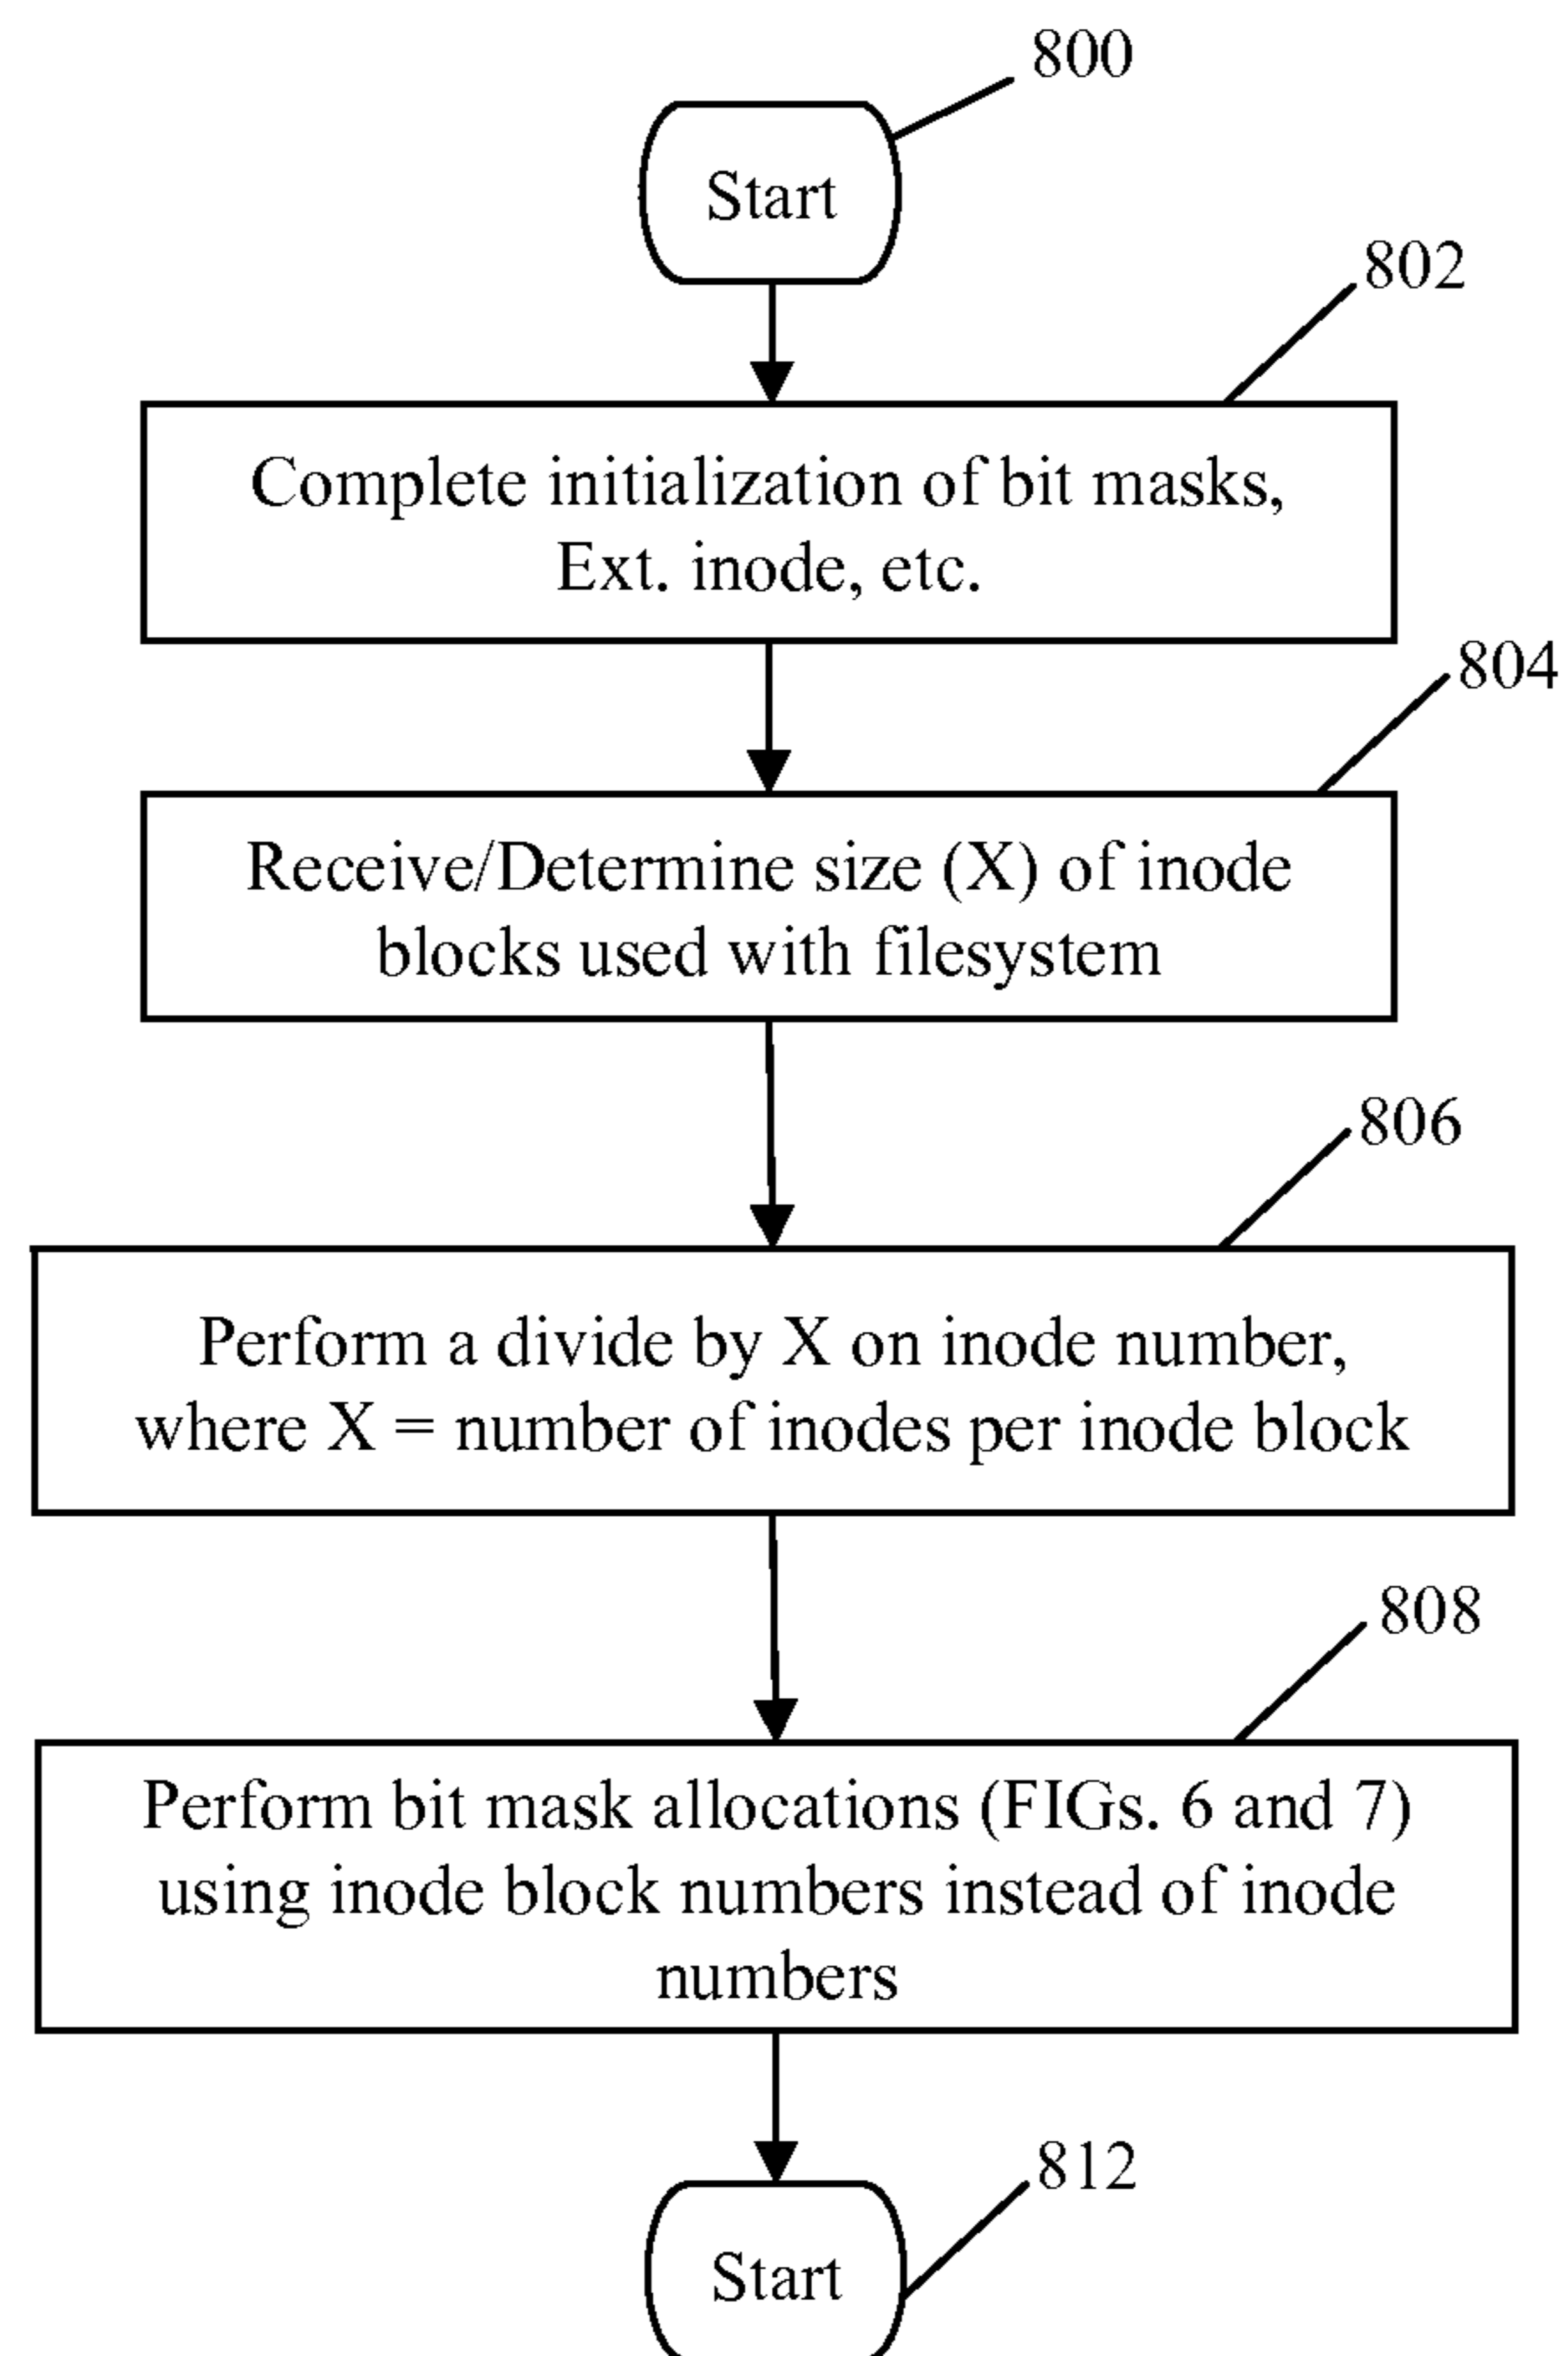 800
Start
802
Complete initialization of bit masks,
Ext. inode, etc.
804
Receive/Determine size (X) of inode
blocks used with filesystem
806
Perform a divide by X on inode number,
where X = number of inodes per inode block
808
Perform bit mask allocations (FIGs. 6 and 7)
using inode block numbers instead of inode
numbers
812
Start